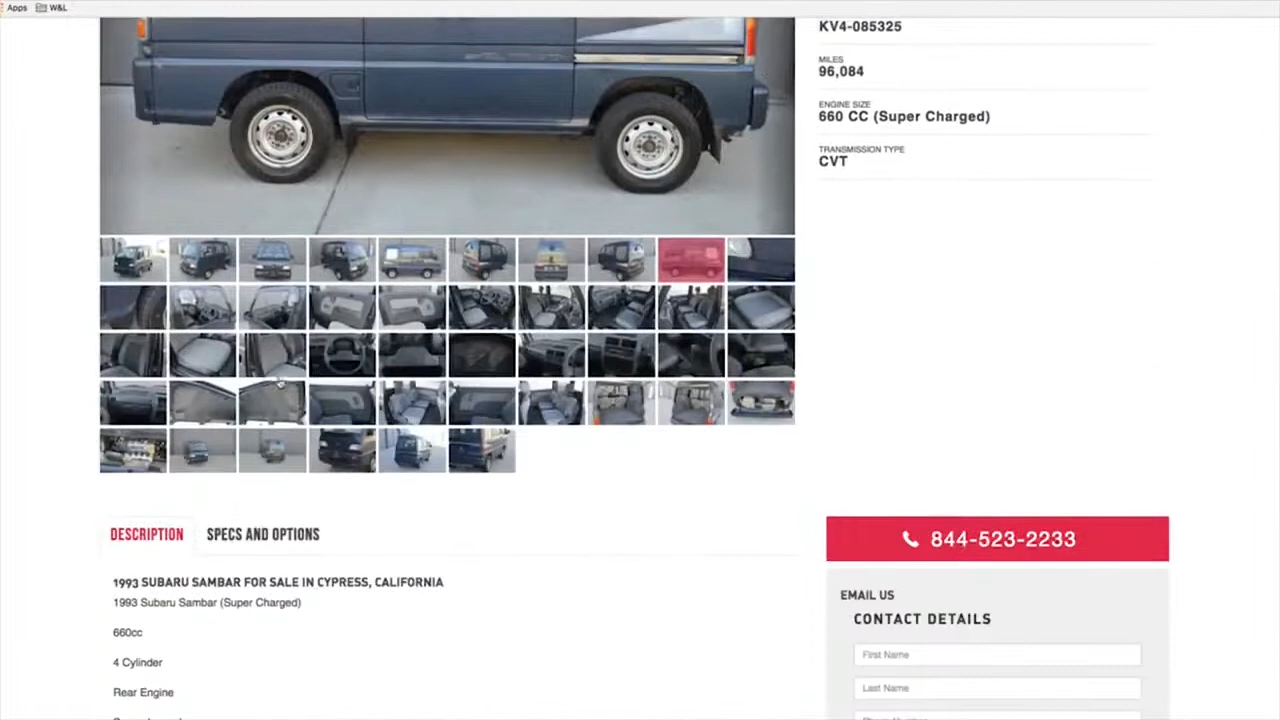 Apps W&L
KV4-085325
MILES
96,084
ENGINE SIZE
660 CC (Super Charged)
TRANSMISSION TYPE
CVT
DESCRIPTION SPECS AND OPTIONS
1993 SUBARU SAMBAR FOR SALE IN CYPRESS, CALIFORNIA
1993 Subaru Sambar (Super Charged)
660cc
4 Cylinder
Rear Engine
844-523-2233
EMAIL US
CONTACT DETAILS
First Name
Last Name